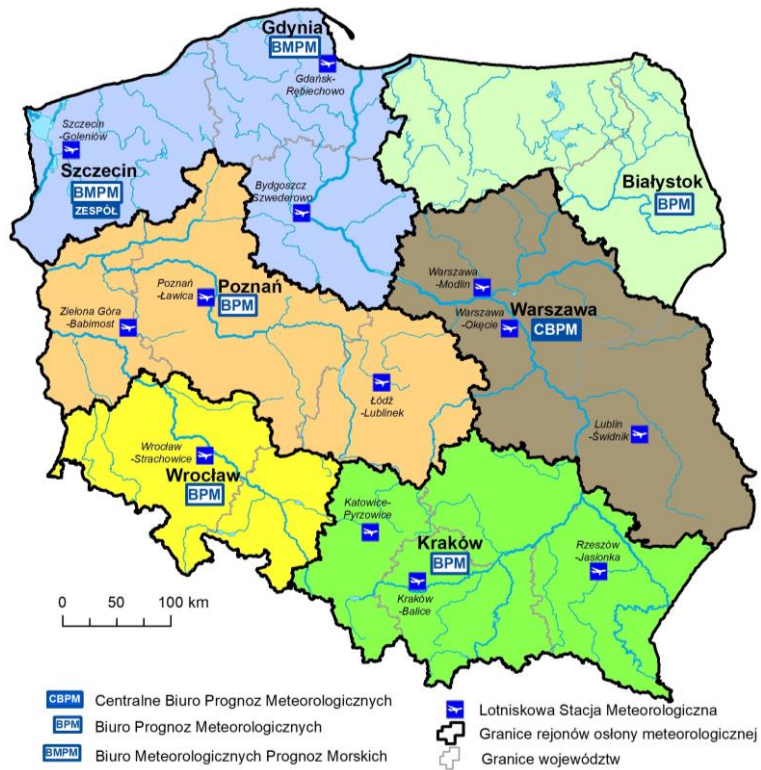 Gdynia
BMPM
Gdańsk-
Rębiechowo
Szczecin
-Goleniów
Szczecin
BMPM
ZESPÓŁ
Bydgoszcz
Szwederowo
Białystok
BPM
Poznań
-Ławica
Poznań
BPM
Zielona Góra
-Babimost
Warszawa
-Modlin
Warszawa
-Okęcie
Warszawa
CBPM
Łódź
-Lublinek
Lublin
-Świdnik
Wrocław
-Strachowice
Wrocław
BPM
Katowice-
Pyrzowice
Kraków
BPM
Kraków
-Balice
Rzeszów
-Jasionka
0 50 100 km
CBPM Centralne Biuro Prognoz Meteorologicznych
BPM Biuro Prognoz Meteorologicznych
BMPM Biuro Meteorologicznych Prognoz Morskich
Lotniskowa Stacja Meteorologiczna
Granice rejonów osłony meteorologicznej
Granice województw